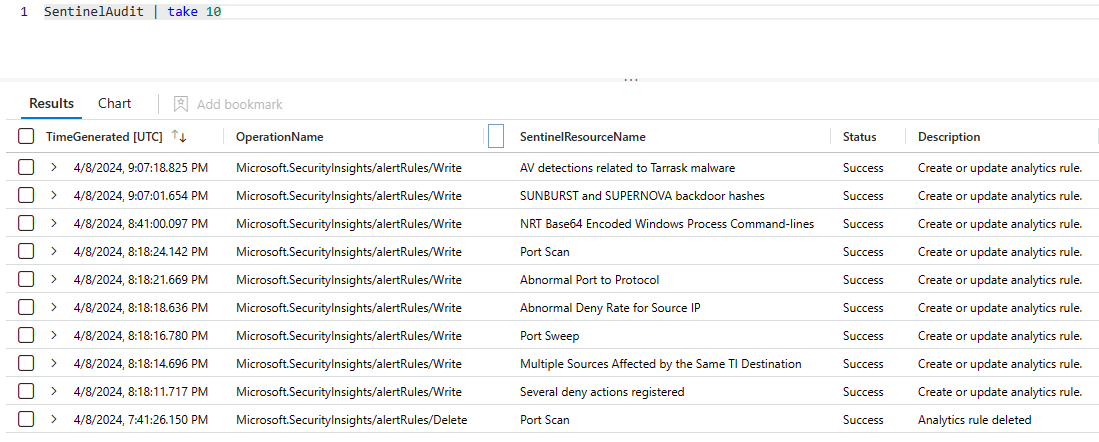 1 SentinelAudit | take 10
...
Results Chart Add bookmark
TimeGenerated [UTC] ↑↓ OperationName SentinelResourceName Status Description
> 4/8/2024, 9:07:18.825 PM Microsoft.SecurityInsights/alertRules/Write AV detections related to Tarrask malware Success Create or update analytics rule.
> 4/8/2024, 9:07:01.654 PM Microsoft.SecurityInsights/alertRules/Write SUNBURST and SUPERNOVA backdoor hashes Success Create or update analytics rule.
> 4/8/2024, 8:41:00.097 PM Microsoft.SecurityInsights/alertRules/Write NRT Base64 Encoded Windows Process Command-lines Success Create or update analytics rule.
> 4/8/2024, 8:18:24.142 PM Microsoft.SecurityInsights/alertRules/Write Port Scan Success Create or update analytics rule.
> 4/8/2024, 8:18:21.669 PM Microsoft.SecurityInsights/alertRules/Write Abnormal Port to Protocol Success Create or update analytics rule.
> 4/8/2024, 8:18:18.636 PM Microsoft.SecurityInsights/alertRules/Write Abnormal Deny Rate for Source IP Success Create or update analytics rule.
> 4/8/2024, 8:18:16.780 PM Microsoft.SecurityInsights/alertRules/Write Port Sweep Success Create or update analytics rule.
> 4/8/2024, 8:18:14.696 PM Microsoft.SecurityInsights/alertRules/Write Multiple Sources Affected by the Same TI Destination Success Create or update analytics rule.
> 4/8/2024, 8:18:11.717 PM Microsoft.SecurityInsights/alertRules/Write Several deny actions registered Success Create or update analytics rule.
> 4/8/2024, 7:41:26.150 PM Microsoft.SecurityInsights/alertRules/Delete Port Scan Success Analytics rule deleted